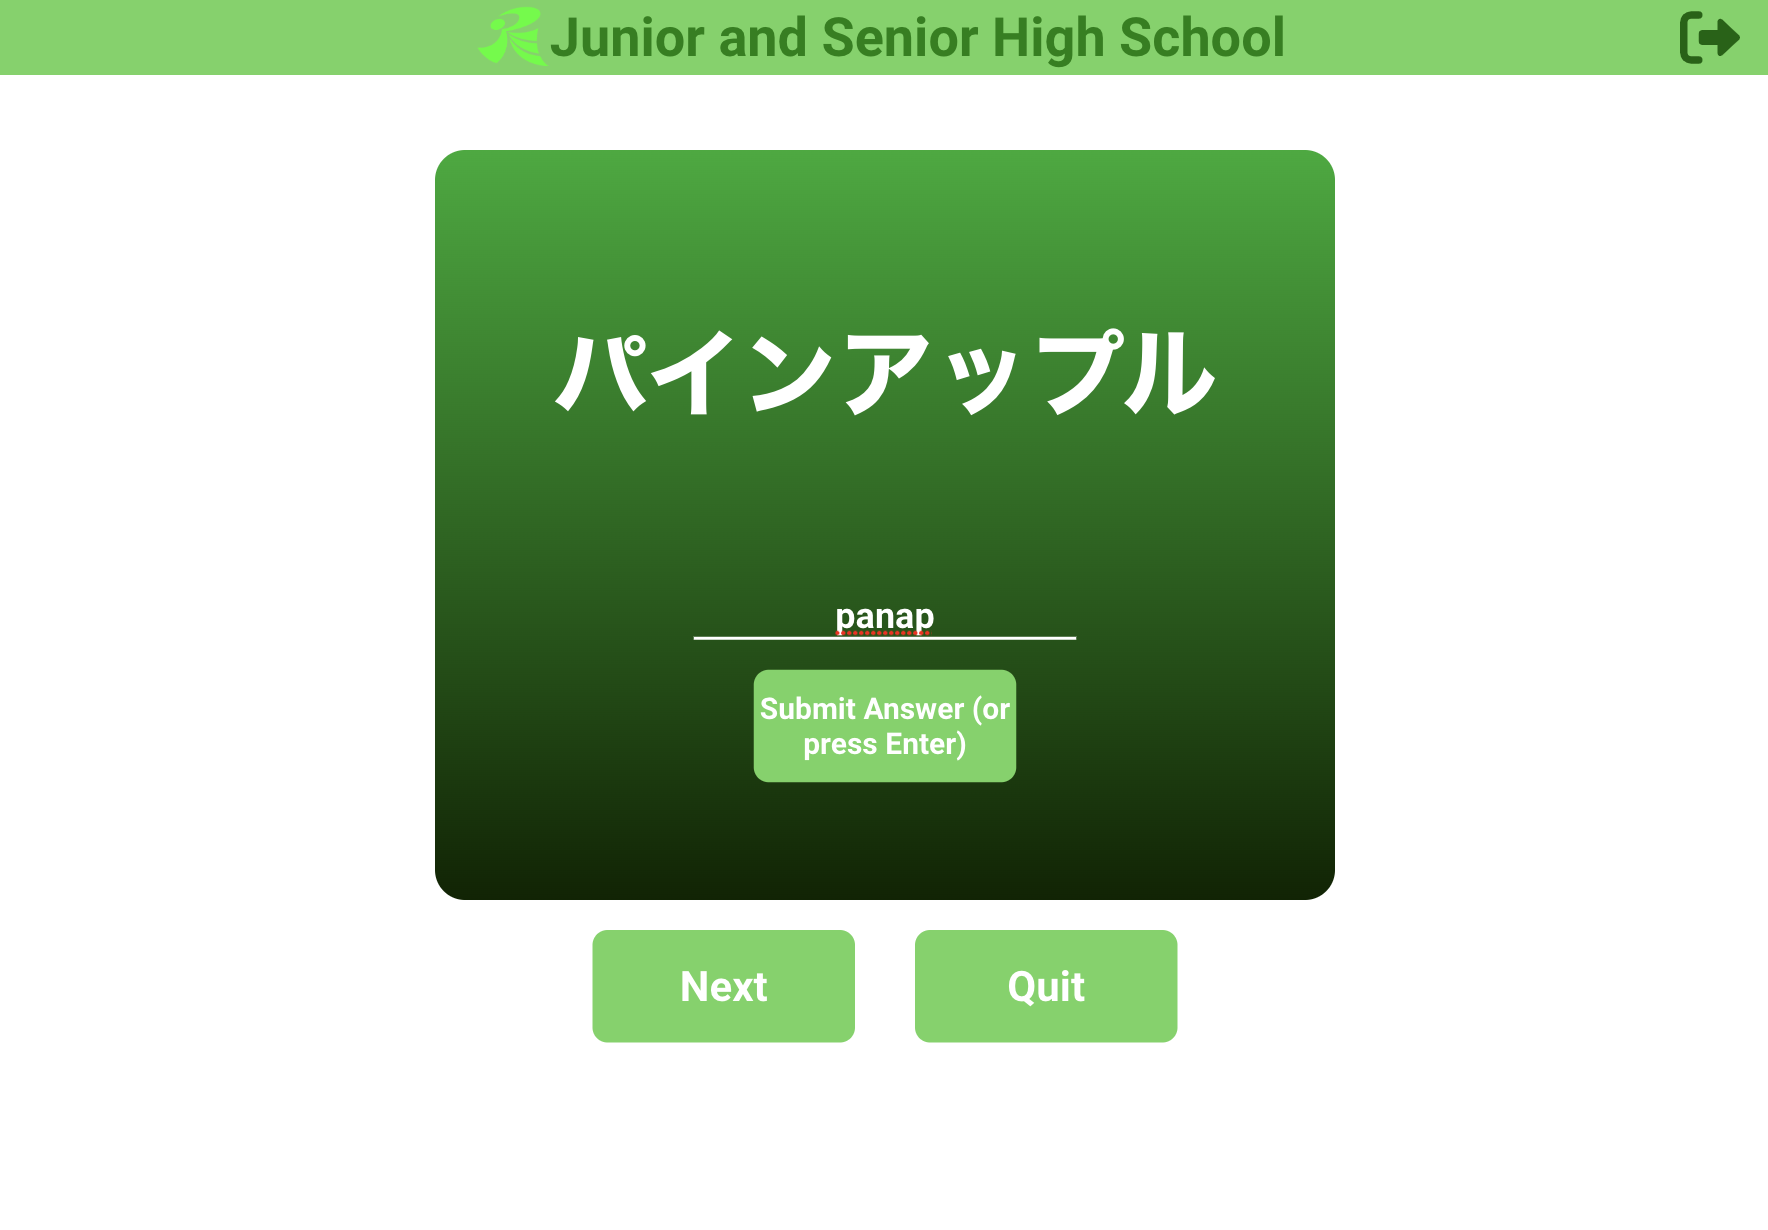 Junior and Senior High School
パインアップル
panap
Submit Answer (or
press Enter)
Next
Quit